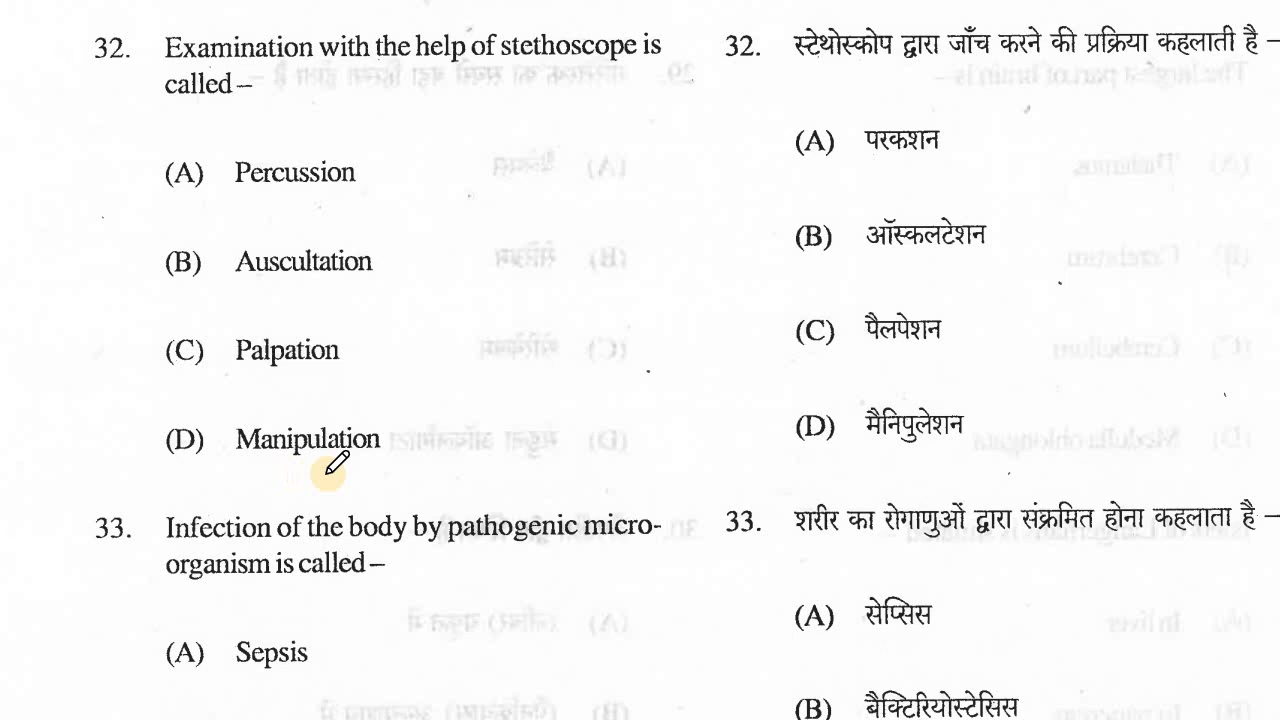 32. Examination with the help of stethoscope is
called –
(A) Percussion
(B) Auscultation
(C) Palpation
(D) Manipulation
33. Infection of the body by pathogenic micro-
organism is called –
(A) Sepsis
32. स्टेथोस्कोप द्वारा जाँच करने की प्रक्रिया कहलाती है –
(A) परकशन
(B) ऑस्कलटेशन
(C) पैलपेशन
(D) मैनिपुलेशन
33. शरीर का रोगाणुओं द्वारा संक्रमित होना कहलाता है –
(A) सेप्सिस
(B) बैक्टिरियोस्टेसिस